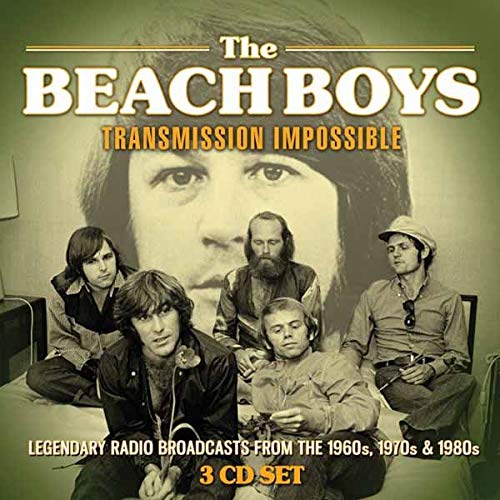 The
BEACH BOYS
TRANSMISSION IMPOSSIBLE
LEGENDARY RADIO BROADCASTS FROM THE 1960s, 1970s & 1980s
3 CD SET